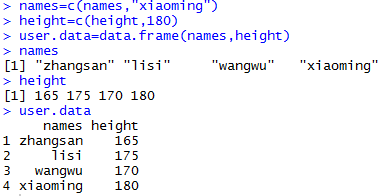 > names=c(names,"xiaoming")
> height=c(height,180)
> user.data=data.frame(names,height)
> names
[1] "zhangsan" "lisi"     "wangwu"   "xiaoming"
> height
[1] 165 175 170 180
> user.data
     names height
1 zhangsan    165
2     lisi    175
3   wangwu    170
4 xiaoming    180